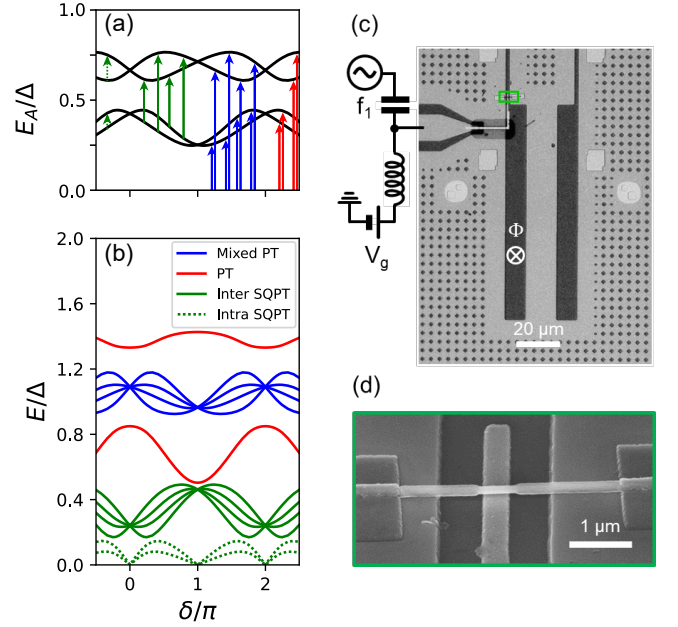 (a)
E_A/Δ
1.0
0.5
0.0
(b)
E/Δ
2.0
1.6
1.2
0.8
0.4
0.0
Mixed PT
PT
Inter SQPT
Intra SQPT
0
1
2
δ/π
(c)
f₁
V_g
Φ
20 µm
(d)
1 µm